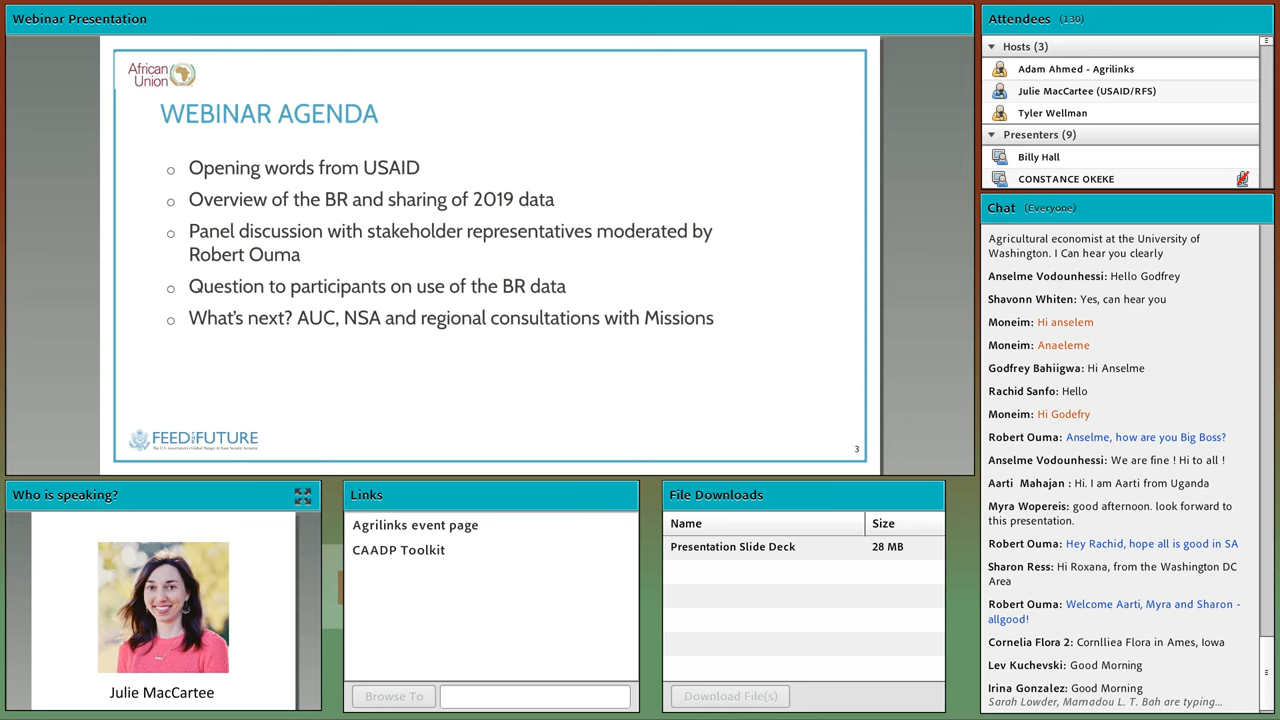 Webinar Presentation
African
Union
WEBINAR AGENDA
Opening words from USAID
Overview of the BR and sharing of 2019 data
Panel discussion with stakeholder representatives moderated by
Robert Ouma
Question to participants on use of the BR data
What's next? AUC, NSA and regional consultations with Missions
FEED THE FUTURE
The U.S. Government's Global Hunger & Food Security Initiative
3
Who is speaking?
Julie MacCartee
Links
Agrilinks event page
CAADP Toolkit
Browse To
File Downloads
Name Size
Presentation Slide Deck 28 MB
Download File(s)
Attendees (130)
Hosts (3)
Adam Ahmed - Agrilinks
Julie MacCartee (USAID/RFS)
Tyler Wellman
Presenters (9)
Billy Hall
CONSTANCE OKEKE
Chat (Everyone)
Agricultural economist at the University of
Washington. I Can hear you clearly
Anselme Vodounhessi: Hello Godfrey
Shavonn Whiten: Yes, can hear you
Moneim: Hi anselem
Moneim: Anaeleme
Godfrey Bahiigwa: Hi Anselme
Rachid Sanfo: Hello
Moneim: Hi Godefry
Robert Ouma: Anselme, how are you Big Boss?
Anselme Vodounhessi: We are fine ! Hi to all !
Aarti Mahajan : Hi. I am Aarti from Uganda
Myra Wopereis: good afternoon. look forward to
this presentation.
Robert Ouma: Hey Rachid, hope all is good in SA
Sharon Ress: Hi Roxana, from the Washington DC
Area
Robert Ouma: Welcome Aarti, Myra and Sharon -
allgood!
Cornelia Flora 2: Cornlliea Flora in Ames, Iowa
Lev Kuchevski: Good Morning
Irina Gonzalez: Good Morning
Sarah Lowder, Mamadou L. T. Bah are typing...